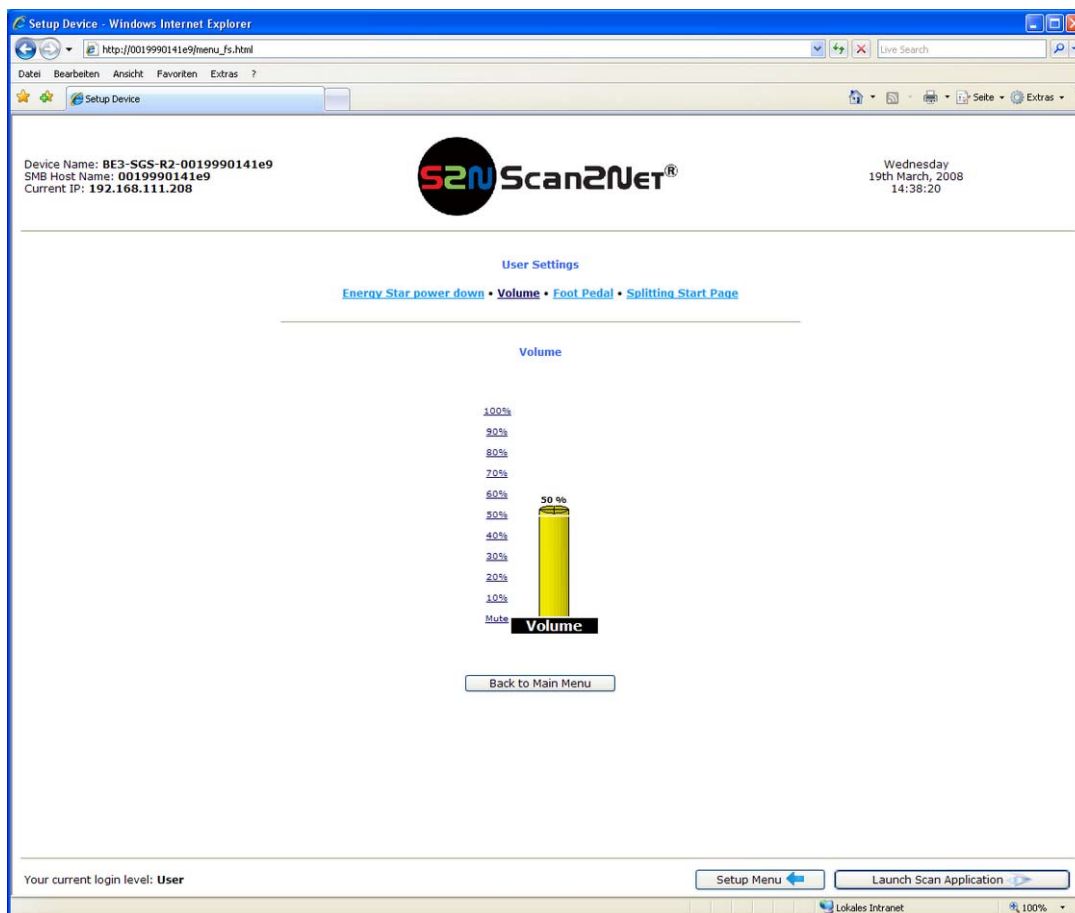 Setup Device - Windows Internet Explorer
http://0019990141e9/menu_fs.html
Live Search
Datei Bearbeiten Ansicht Favoriten Extras ?
Setup Device
Seite
Extras
Device Name: BE3-SGS-R2-0019990141e9
SMB Host Name: 0019990141e9
Current IP: 192.168.111.208
S2N Scan2Net®
Wednesday
19th March, 2008
14:38:20
User Settings
Energy Star power down • Volume • Foot Pedal • Splitting Start Page
Volume
100%
90%
80%
70%
60%
50 %
50%
40%
30%
20%
10%
Mute
Volume
Back to Main Menu
Your current login level: User
Setup Menu
Launch Scan Application
Lokales Intranet
100%